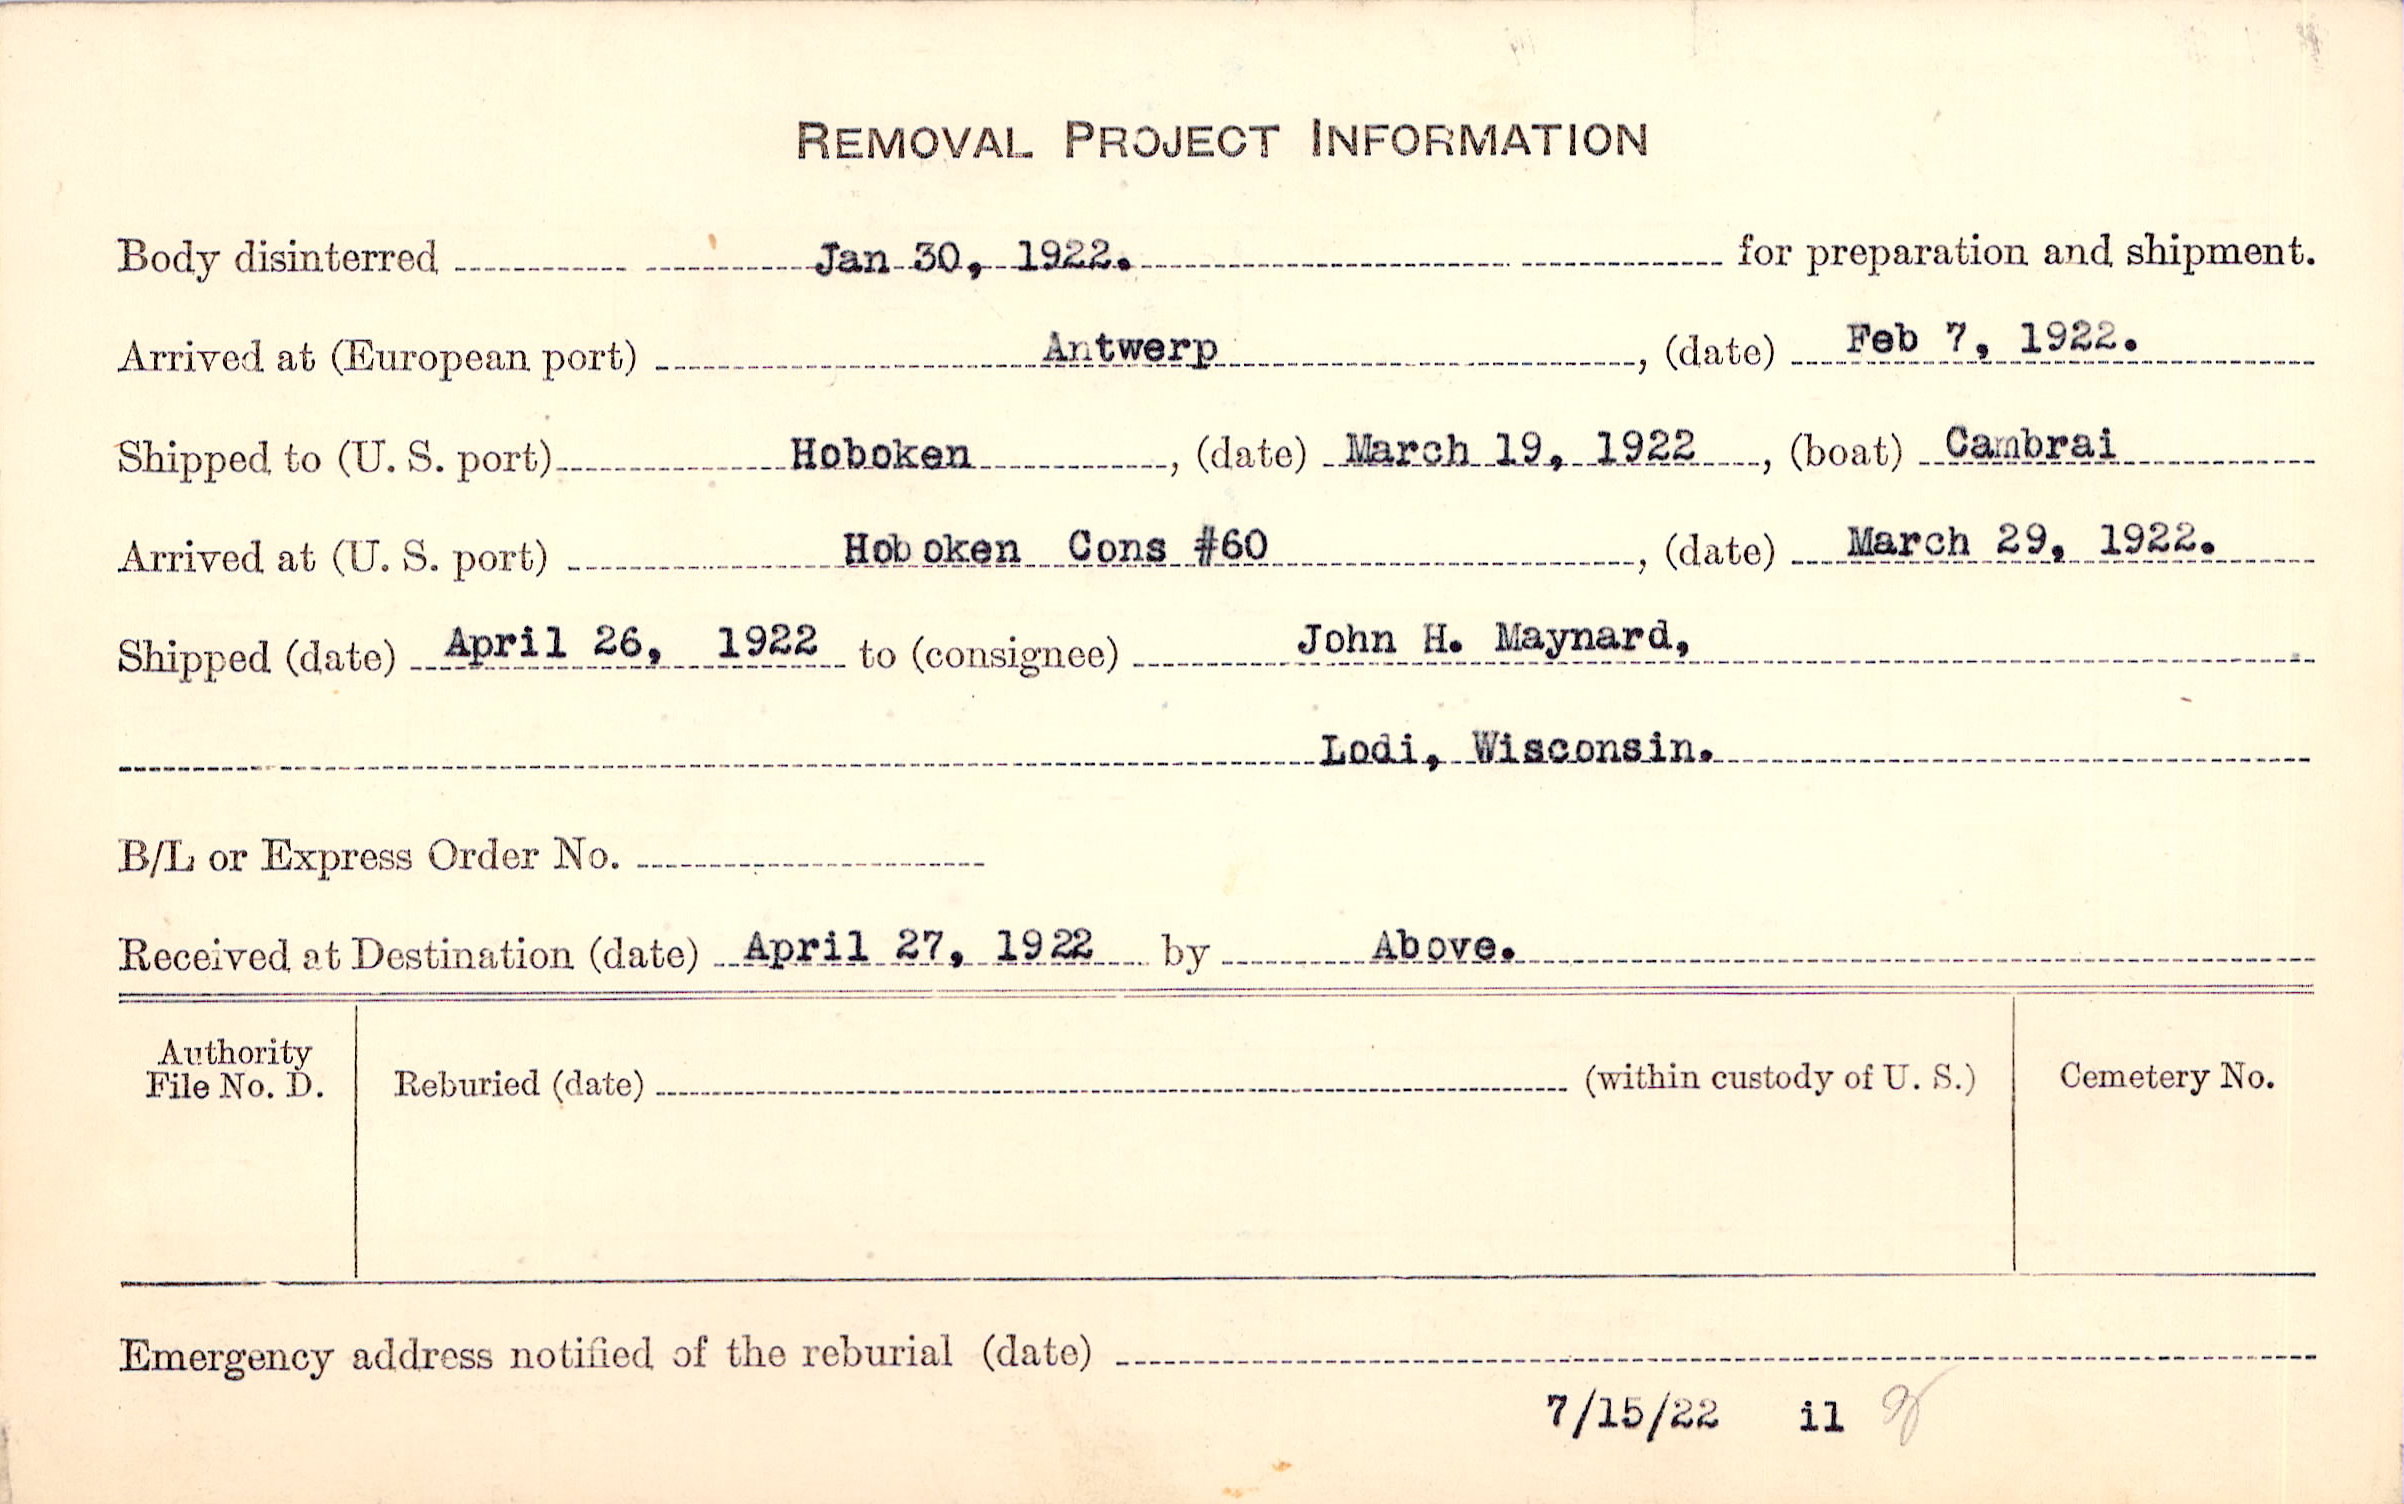 REMOVAL PROJECT INFORMATION
Body disinterred Jan 30, 1922. for preparation and shipment.
Arrived at (European port) Antwerp, (date) Feb 7, 1922.
Shipped to (U. S. port) Hoboken, (date) March 19, 1922, (boat) Cambrai
Arrived at (U. S. port) Hoboken Cons #60, (date) March 29, 1922.
Shipped (date) April 26, 1922 to (consignee) John H. Maynard,
Lodi, Wisconsin.
B/L or Express Order No.
Received at Destination (date) April 27, 1922 by Above.
Authority
File No. D.
Reburied (date) (within custody of U. S.)
Cemetery No.
Emergency address notified of the reburial (date)
7/15/22 il